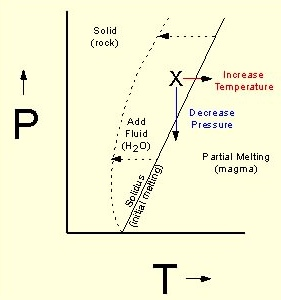 Solid
(rock)
X
Increase
Temperature
Decrease
Pressure
P
Add
Fluid
(H₂O)
Partial Melting
(magma)
Solidus
(initial melting)
T